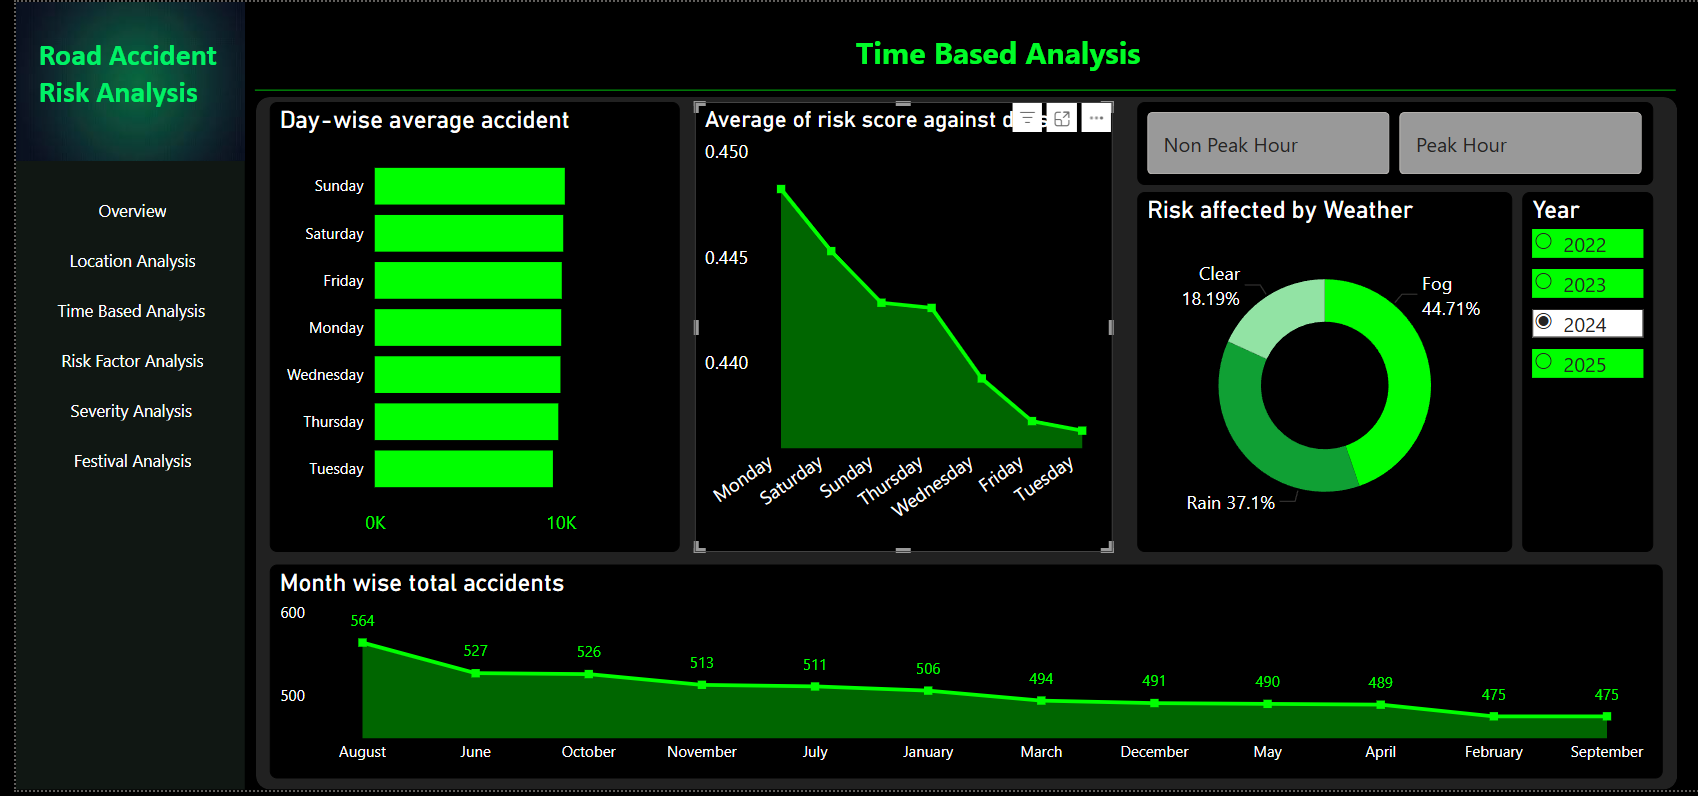 Road Accident
Risk Analysis
Overview
Location Analysis
Time Based Analysis
Risk Factor Analysis
Severity Analysis
Festival Analysis
Time Based Analysis
Day-wise average accident
Sunday
Saturday
Friday
Monday
Wednesday
Thursday
Tuesday
0K 10K
Average of risk score against
0.450
0.445
0.440
Monday Saturday Sunday Thursday Wednesday Friday Tuesday
Non Peak Hour Peak Hour
Risk affected by Weather
Clear
18.19%
Fog
44.71%
Rain 37.1%
Year
2022
2023
2024
2025
Month wise total accidents
600
500
564 527 526 513 511 506 494 491 490 489 475 475
August June October November July January March December May April February September